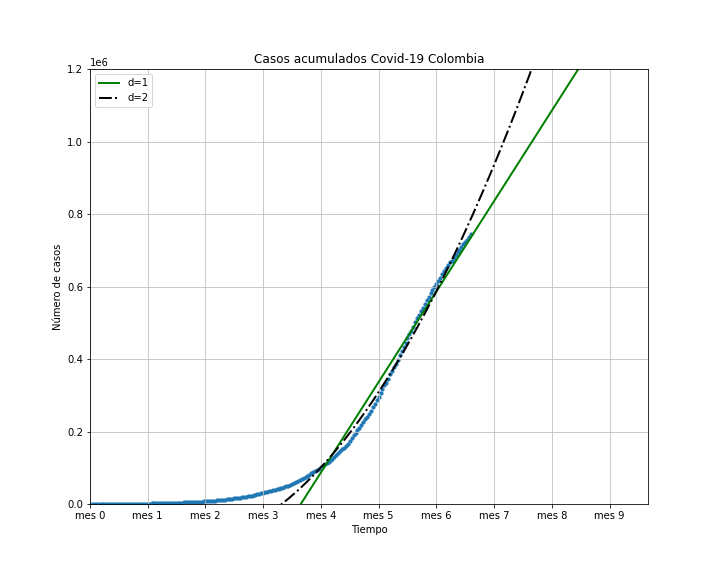 Casos acumulados Covid-19 Colombia
1e6
1.2
1.0
0.8
0.6
0.4
0.2
0.0
d=1
d=2
Número de casos
mes 0 mes 1 mes 2 mes 3 mes 4 mes 5 mes 6 mes 7 mes 8 mes 9
Tiempo